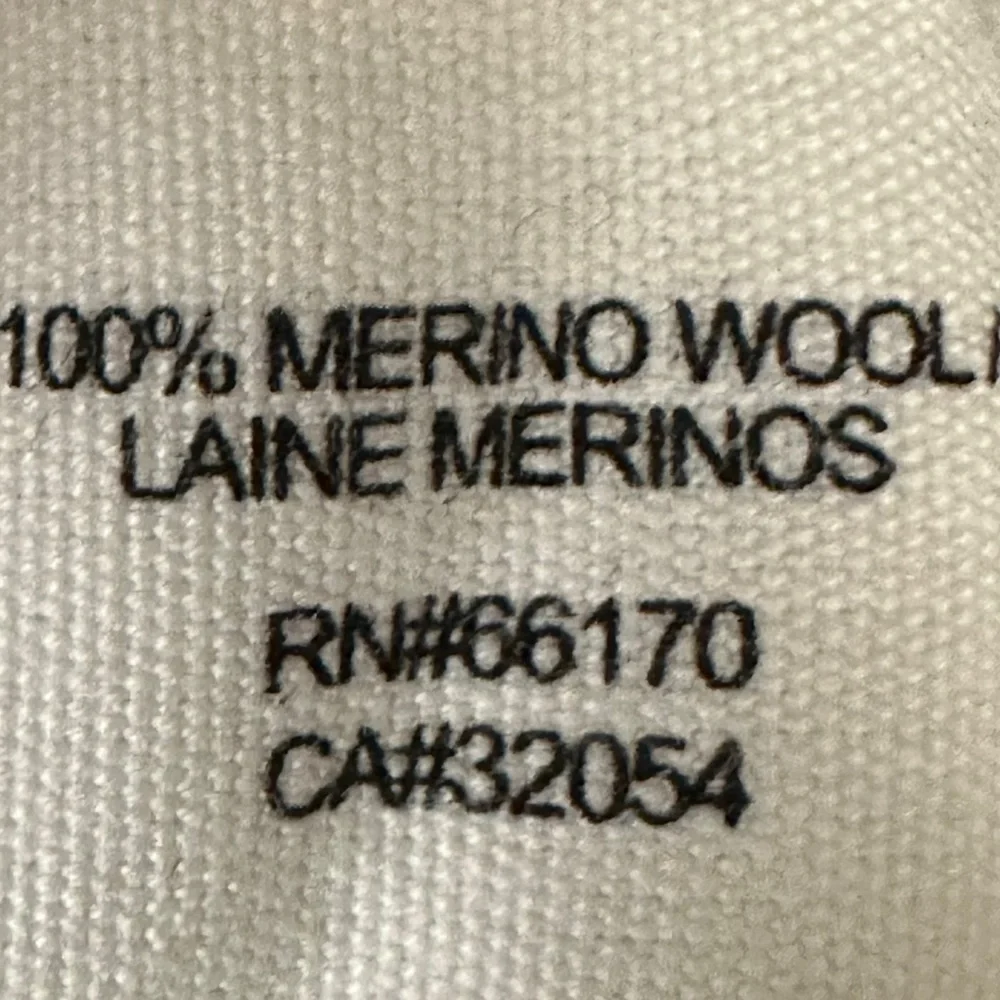 100% MERINO WOOL/
LAINE MERINOS
RN#66170
CA#32054